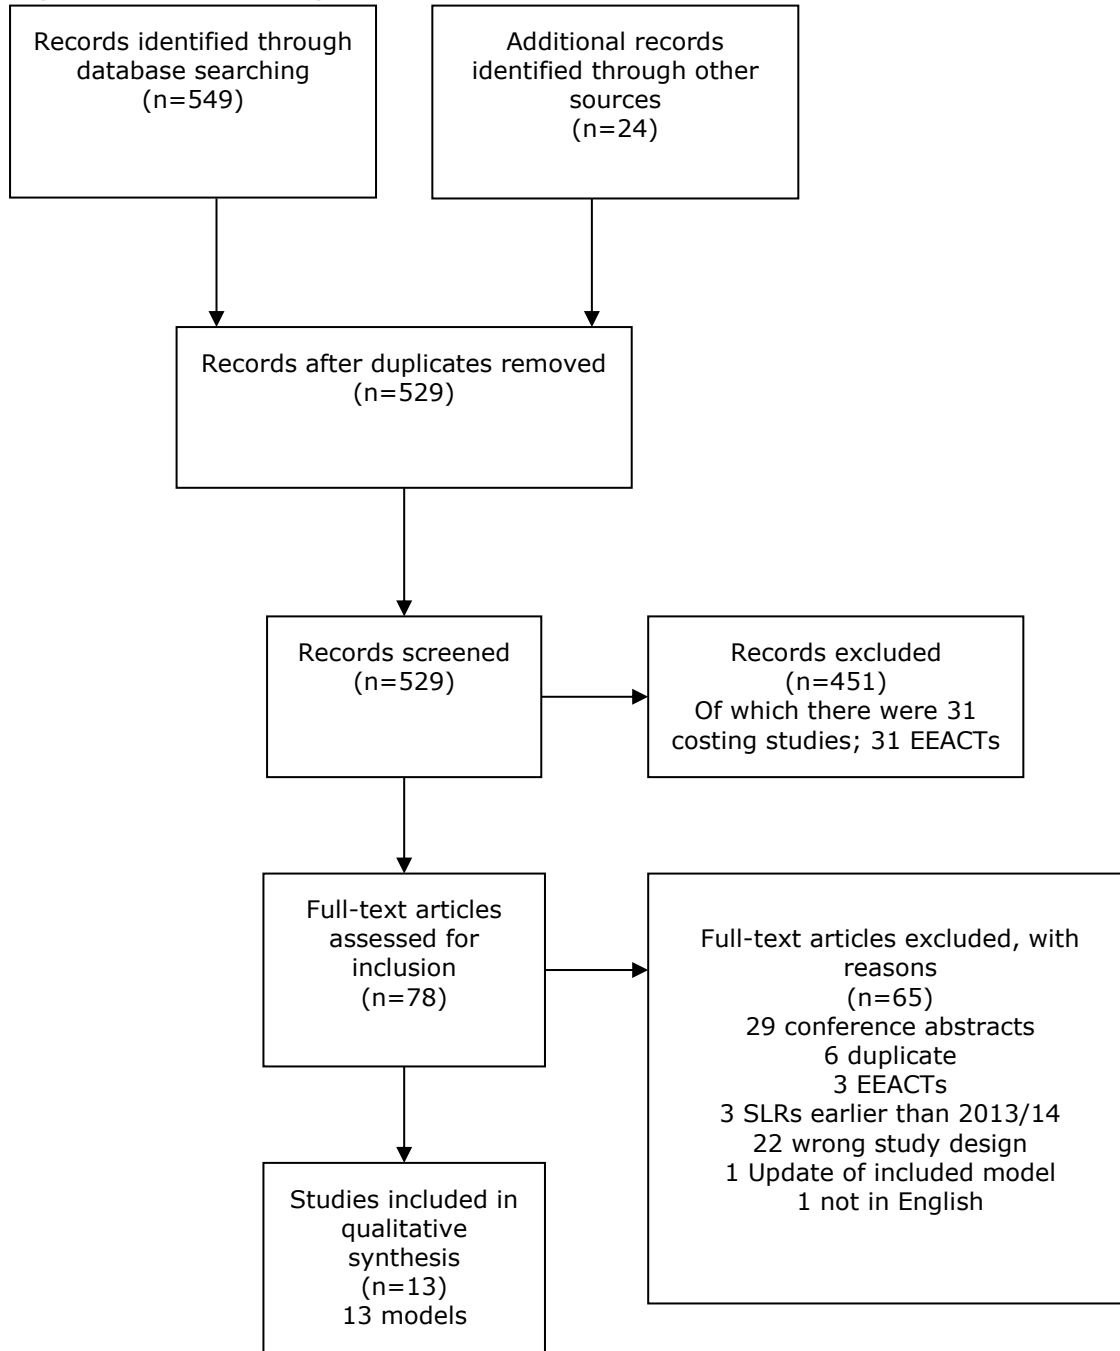 Records identified through
database searching
(n=549)
Additional records
identified through other
sources
(n=24)
Records after duplicates removed
(n=529)
Records screened
(n=529)
Records excluded
(n=451)
Of which there were 31
costing studies; 31 EEACTs
Full-text articles
assessed for
inclusion
(n=78)
Full-text articles excluded, with
reasons
(n=65)
29 conference abstracts
6 duplicate
3 EEACTs
3 SLRs earlier than 2013/14
22 wrong study design
1 Update of included model
1 not in English
Studies included in
qualitative
synthesis
(n=13)
13 models